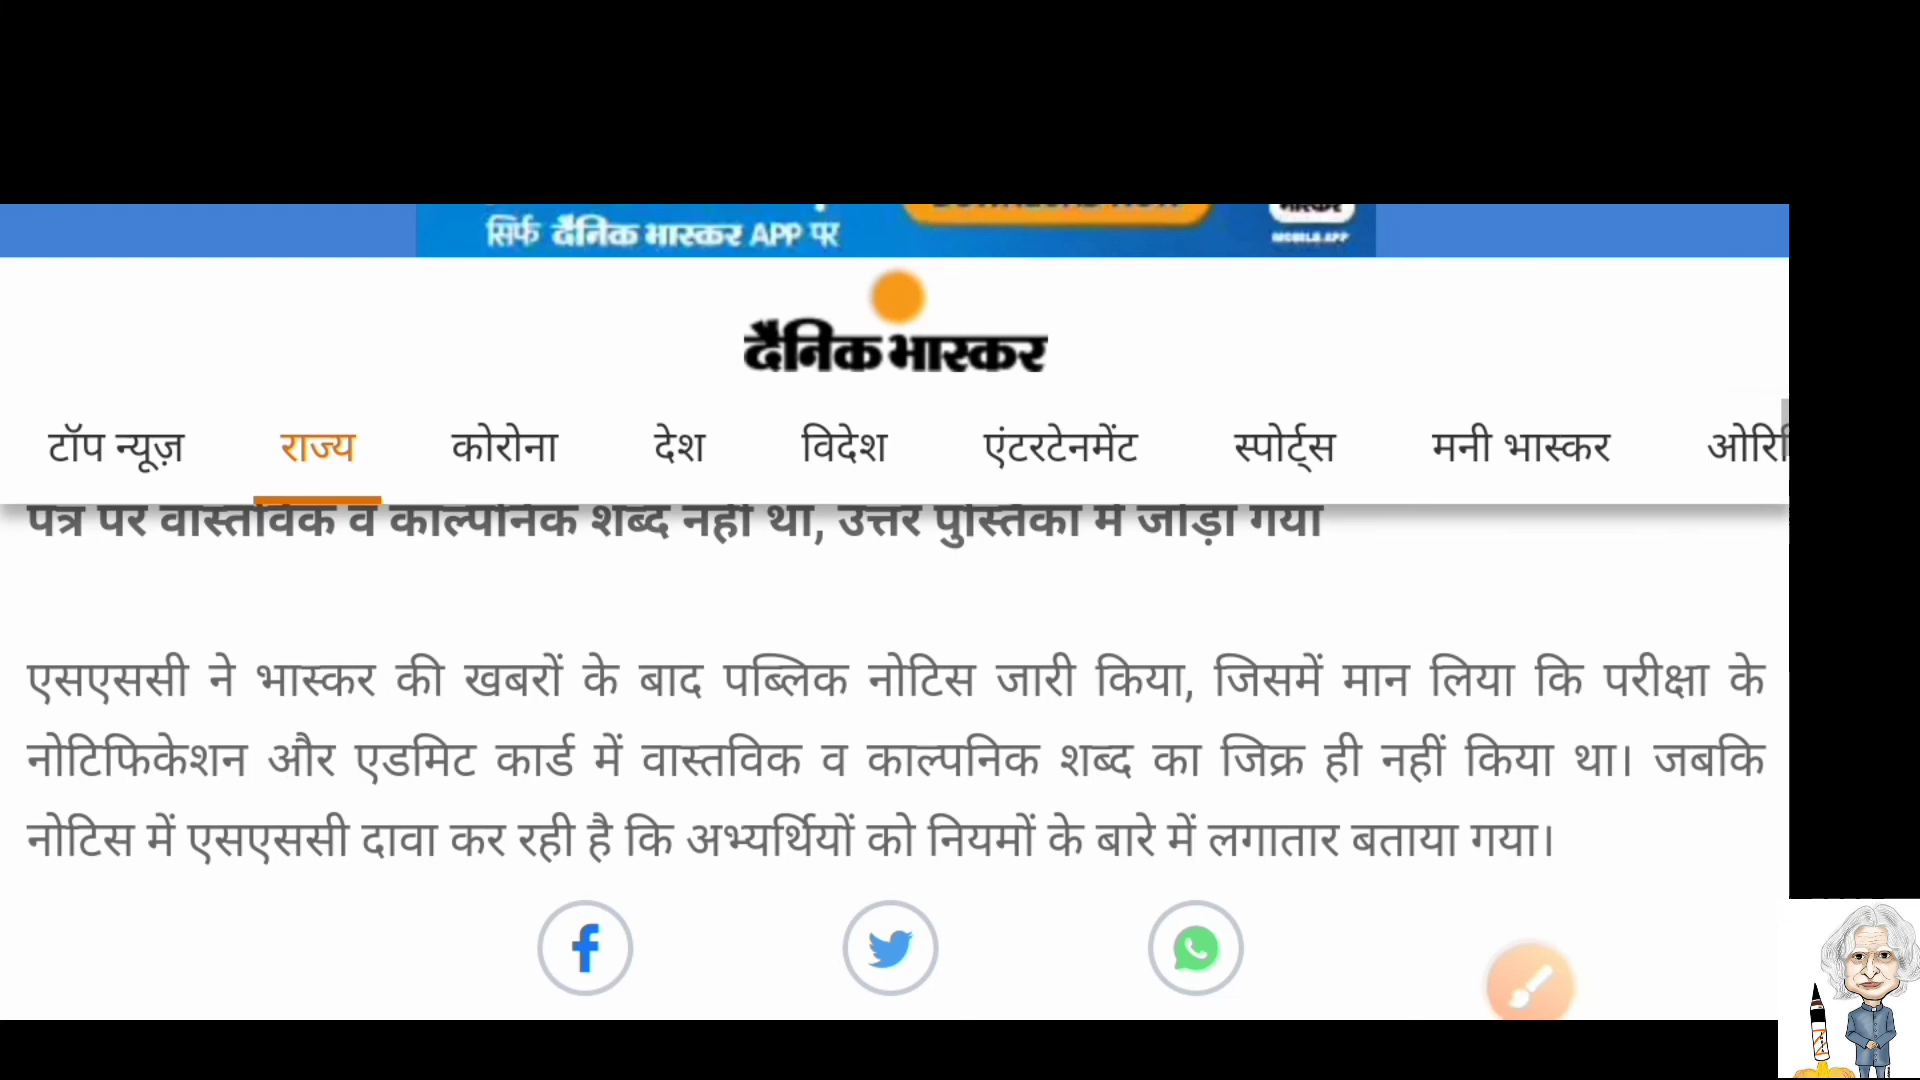 सिर्फ दैनिक भास्कर APP पर
MOBILE APP
दैनिक भास्कर
टॉप न्यूज़ राज्य कोरोना देश विदेश एंटरटेनमेंट स्पोर्ट्स मनी भास्कर
पत्र पर वास्तविक व काल्पनिक शब्द नहीं था, उत्तर पुस्तिका में जोड़ा गया
एसएससी ने भास्कर की खबरों के बाद पब्लिक नोटिस जारी किया, जिसमें मान लिया कि परीक्षा के
नोटिफिकेशन और एडमिट कार्ड में वास्तविक व काल्पनिक शब्द का जिक्र ही नहीं किया था। जबकि
नोटिस में एसएससी दावा कर रही है कि अभ्यर्थियों को नियमों के बारे में लगातार बताया गया।